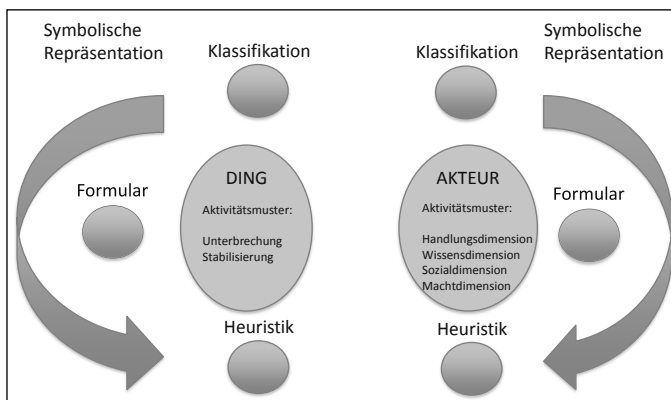 Symbolische
Repräsentation
Klassifikation
Formular
DING
Aktivitätsmuster:
Unterbrechung
Stabilisierung
Heuristik
Klassifikation
Symbolische
Repräsentation
AKTEUR
Aktivitätsmuster:
Handlungsdimension
Wissensdimension
Sozialdimension
Machtdimension
Formular
Heuristik